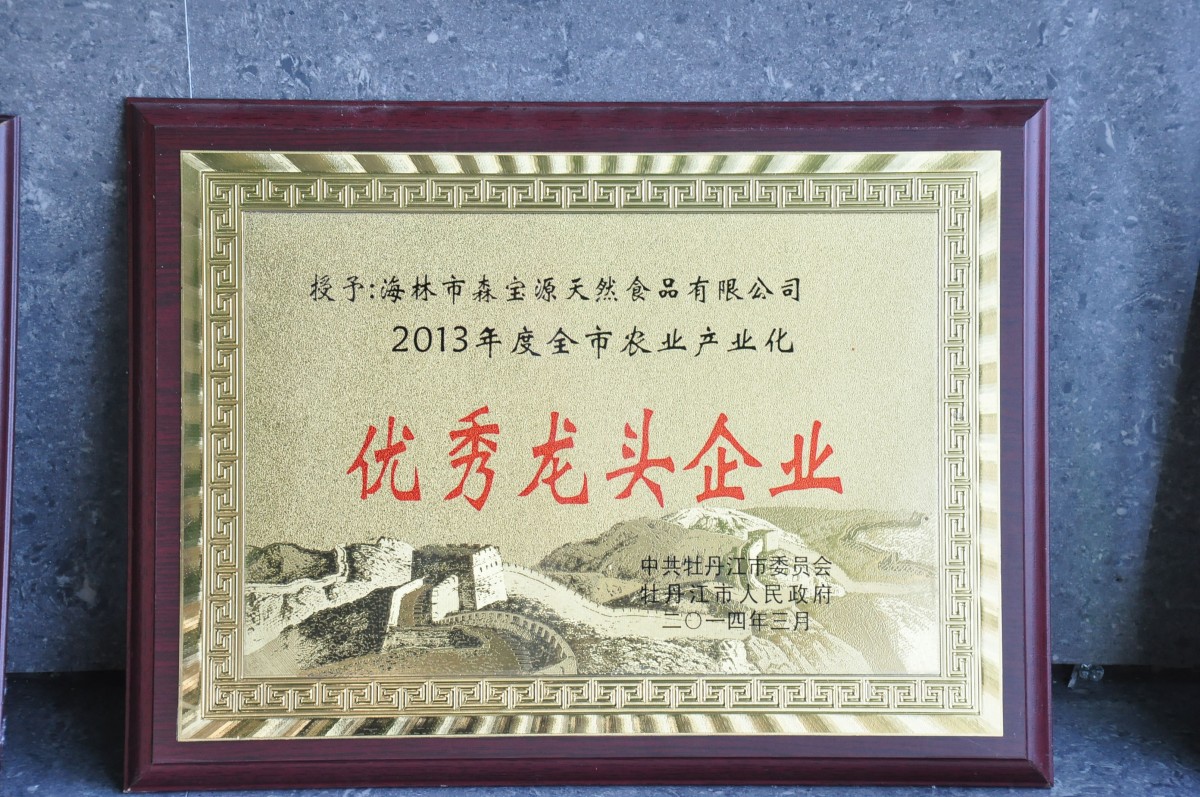 授予:海林市森宝源天然食品有限公司
2013年度全市农业产业化
优秀龙头企业
中共牡丹江市委员会
牡丹江市人民政府
二〇一四年三月